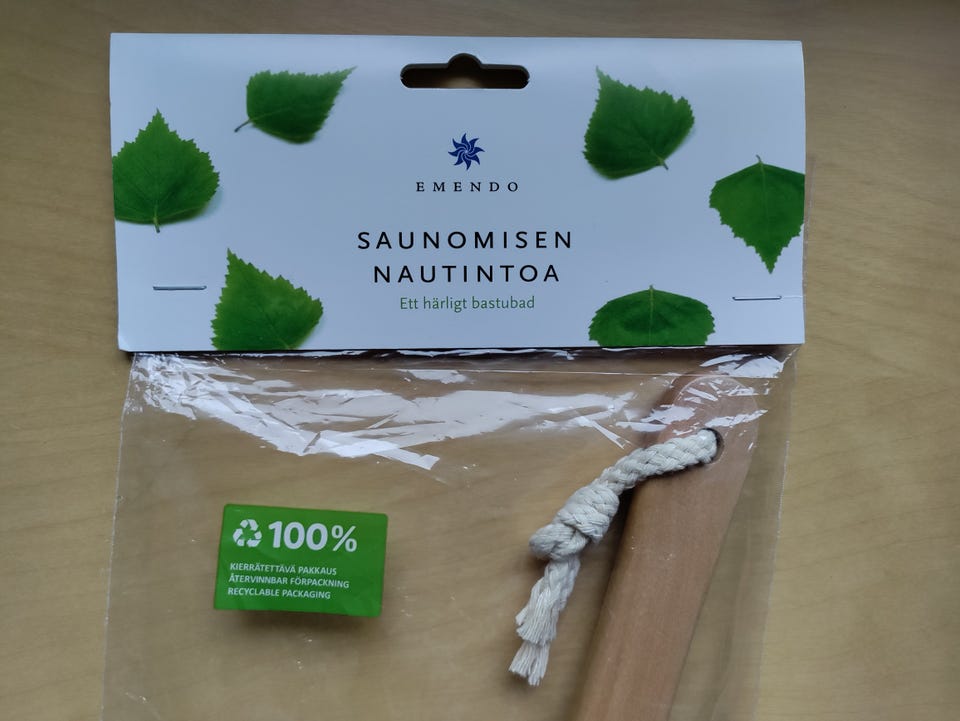 EMENDO
SAUNOMISEN
NAUTINTOA
Ett härligt bastubad
100%
KIERRÄTETTÄVÄ PAKKAUS
ÅTERVINNBAR FÖRPACKNING
RECYCLABLE PACKAGING